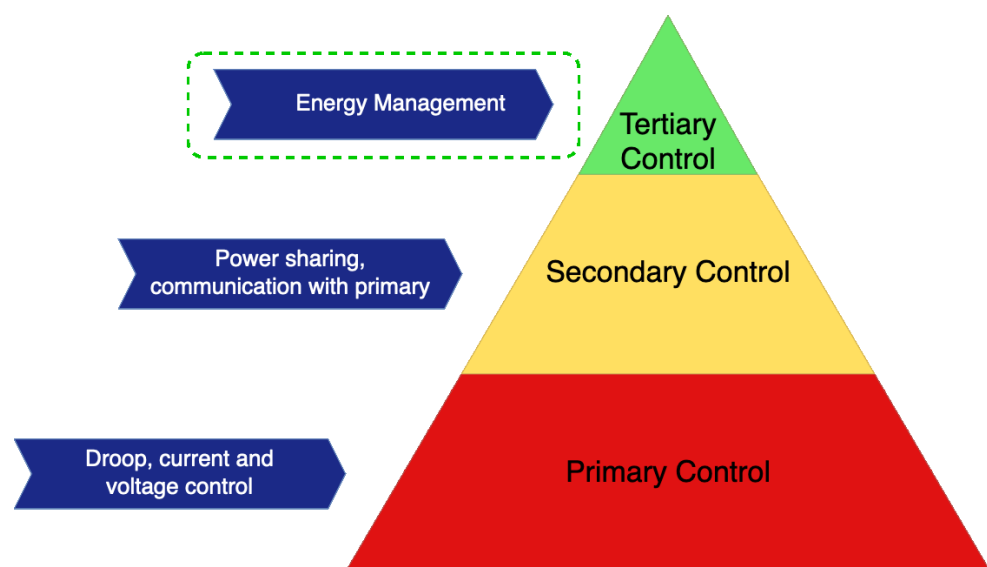 Energy Management
Tertiary
Control
Power sharing,
communication with primary
Secondary Control
Droop, current and
voltage control
Primary Control